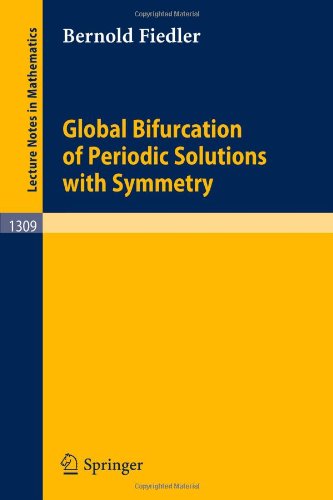 Bernold Fiedler
Lecture Notes in Mathematics
Global Bifurcation
of Periodic Solutions
with Symmetry
1309
Springer